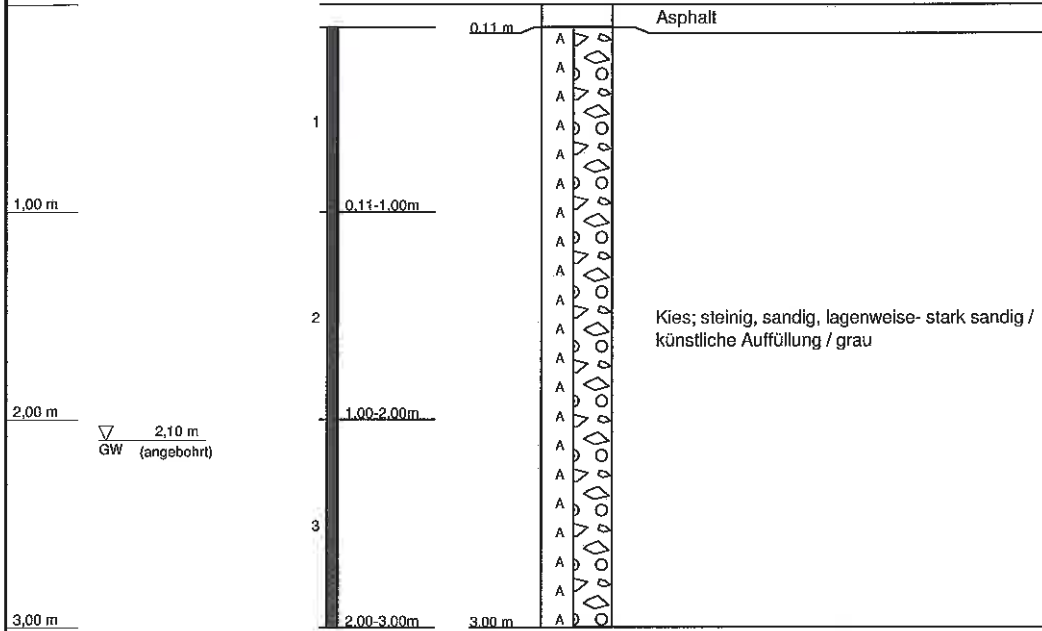 Asphalt
0.11 m
A
A
A
A
1
A
A
1,00 m
0,11-1,00m
A
A
A
A
2
Kies; steinig, sandig, lagenweise- stark sandig /
künstliche Auffüllung / grau
A
A
A
2,00 m
1,00-2,00m
A
2,10 m
GW (angebohrt)
A
A
A
3
A
A
A
3,00 m
2,00-3,00m
3,00 m
A